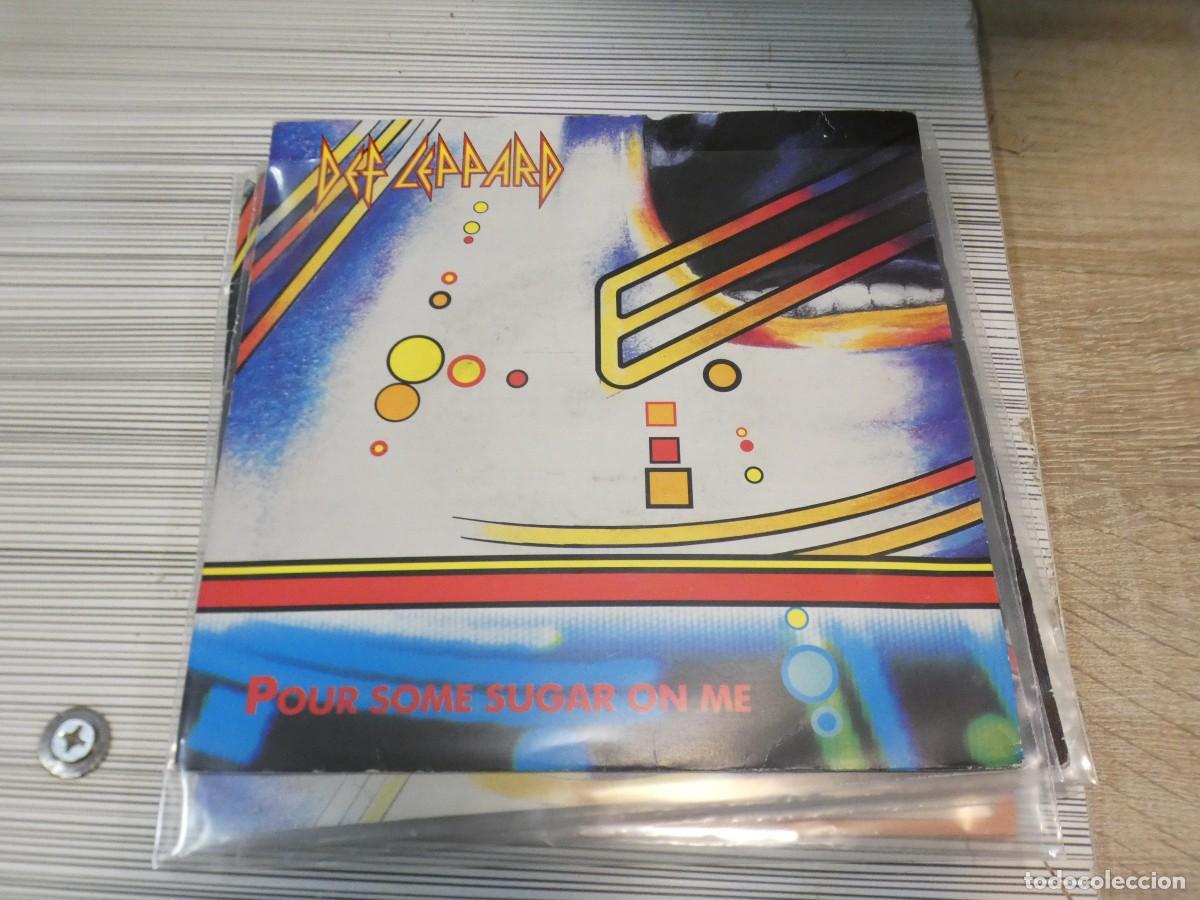 DEF LEPPARD
POUR SOME SUGAR ON ME
todocoleccion